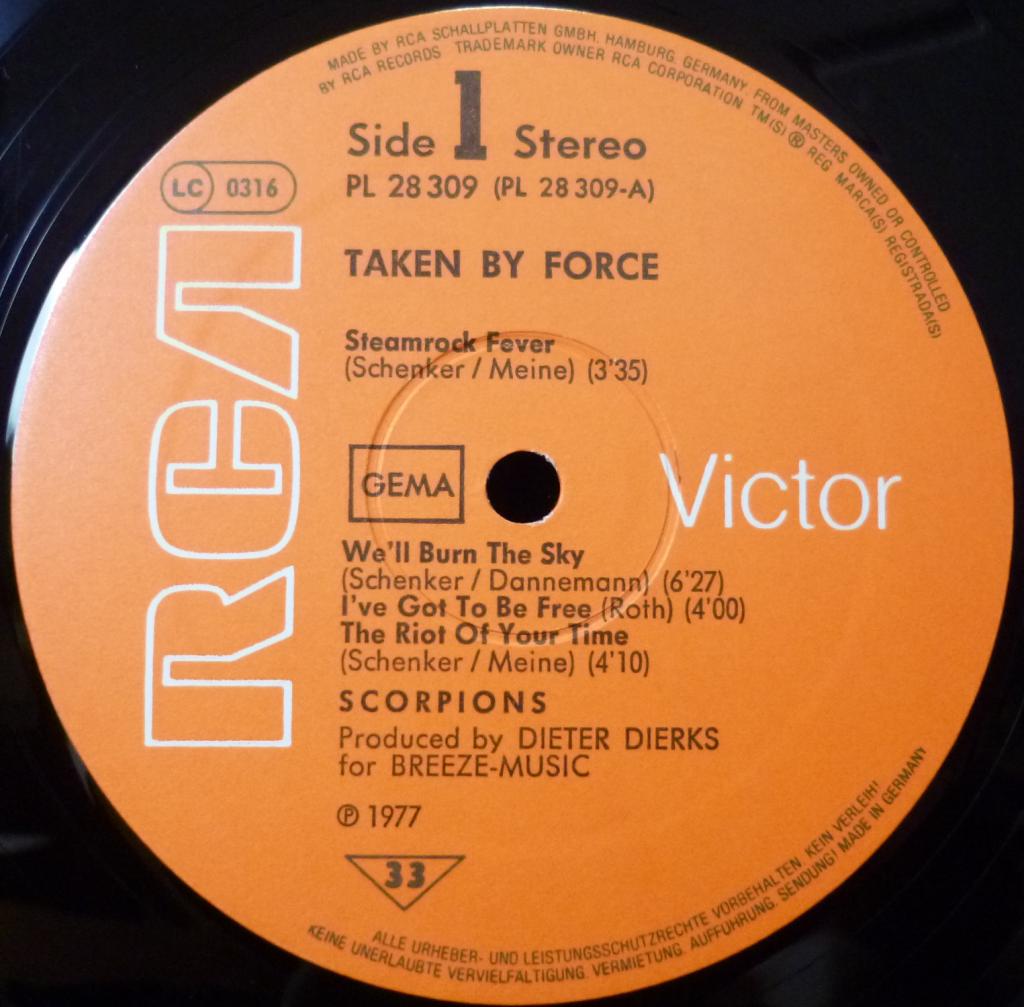 MADE BY RCA SCHALLPLATTEN GMBH, HAMBURG, GERMANY, FROM MASTERS OWNED OR CONTROLLED
BY RCA RECORDS TRADEMARK OWNER RCA CORPORATION TM(S) ® REG MARCA(S) REGISTRADA(S)
Side 1 Stereo
LC 0316
PL 28 309 (PL 28 309-A)
RCA
TAKEN BY FORCE
Steamrock Fever
(Schenker / Meine) (3'35)
GEMA
Victor
We'll Burn The Sky
(Schenker / Dannemann) (6'27)
I've Got To Be Free (Roth) (4'00)
The Riot Of Your Time
(Schenker / Meine) (4'10)
SCORPIONS
Produced by DIETER DIERKS
for BREEZE-MUSIC
℗ 1977
33
ALLE URHEBER- UND LEISTUNGSSCHUTZRECHTE VORBEHALTEN. KEIN VERLEIH!
KEINE UNERLAUBTE VERVIELFÄLTIGUNG. VERMIETUNG. AUFFÜHRUNG. SENDUNG! MADE IN GERMANY